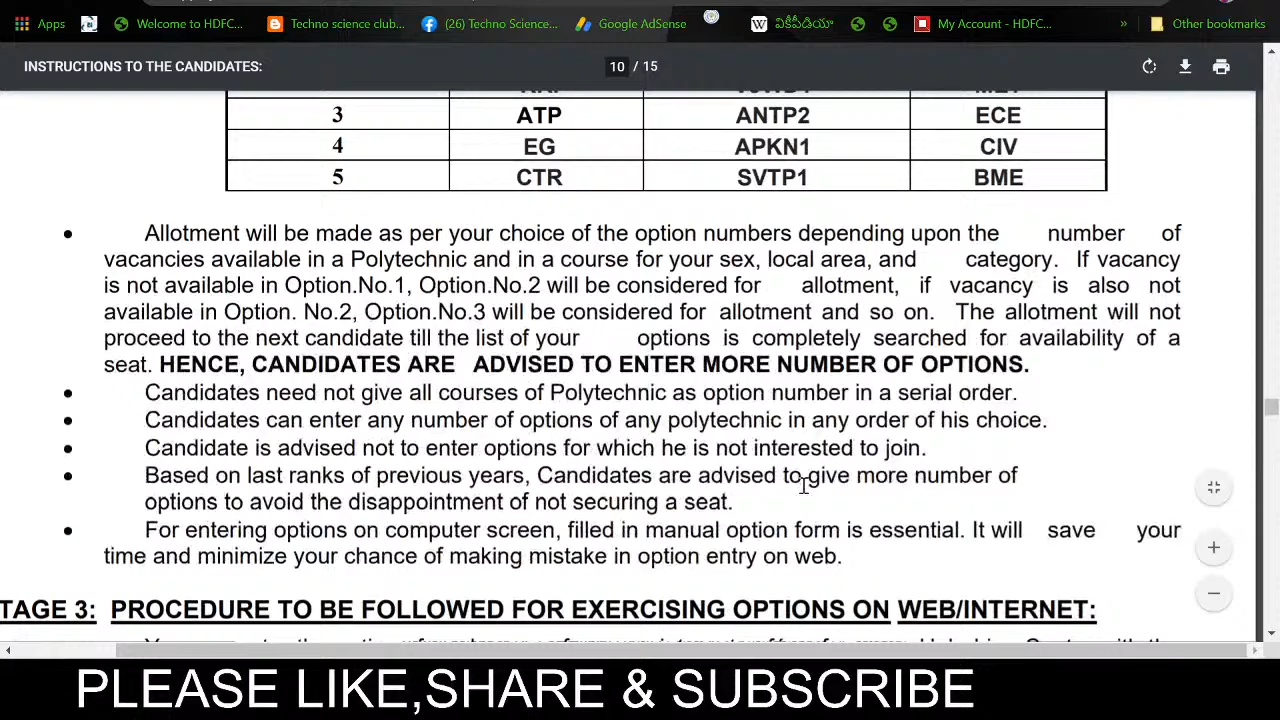 Apps Welcome to HDFC... Techno science club... (26) Techno Science... Google AdSense వికీపీడియా My Account - HDFC... » Other bookmarks
INSTRUCTIONS TO THE CANDIDATES: 10 / 15
3 ATP ANTP2 ECE
4 EG APKN1 CIV
5 CTR SVTP1 BME
• Allotment will be made as per your choice of the option numbers depending upon the number of
vacancies available in a Polytechnic and in a course for your sex, local area, and category. If vacancy
is not available in Option.No.1, Option.No.2 will be considered for allotment, if vacancy is also not
available in Option. No.2, Option.No.3 will be considered for allotment and so on. The allotment will not
proceed to the next candidate till the list of your options is completely searched for availability of a
seat. HENCE, CANDIDATES ARE ADVISED TO ENTER MORE NUMBER OF OPTIONS.
• Candidates need not give all courses of Polytechnic as option number in a serial order.
• Candidates can enter any number of options of any polytechnic in any order of his choice.
• Candidate is advised not to enter options for which he is not interested to join.
• Based on last ranks of previous years, Candidates are advised to give more number of
options to avoid the disappointment of not securing a seat.
• For entering options on computer screen, filled in manual option form is essential. It will save your
time and minimize your chance of making mistake in option entry on web.
TAGE 3: PROCEDURE TO BE FOLLOWED FOR EXERCISING OPTIONS ON WEB/INTERNET:
PLEASE LIKE,SHARE & SUBSCRIBE